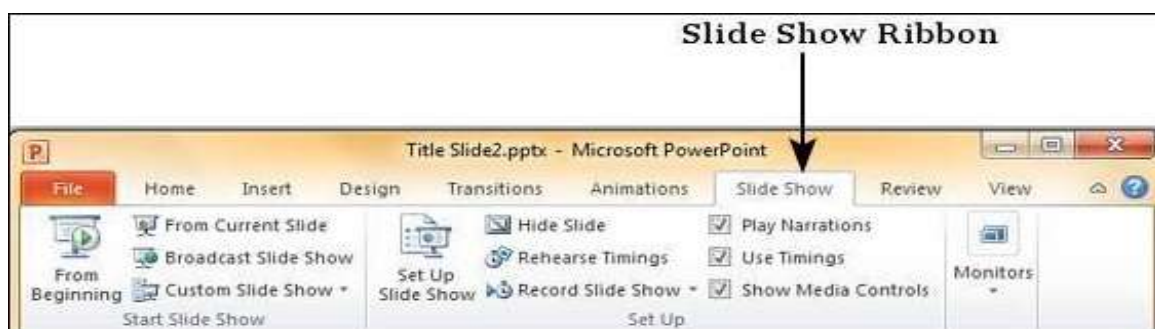 Slide Show Ribbon
Title Slide2.pptx - Microsoft PowerPoint
File Home Insert Design Transitions Animations Slide Show Review View
From Beginning
From Current Slide
Broadcast Slide Show
Custom Slide Show
Start Slide Show
Set Up Slide Show
Hide Slide
Rehearse Timings
Record Slide Show
Play Narrations
Use Timings
Show Media Controls
Set Up
Monitors